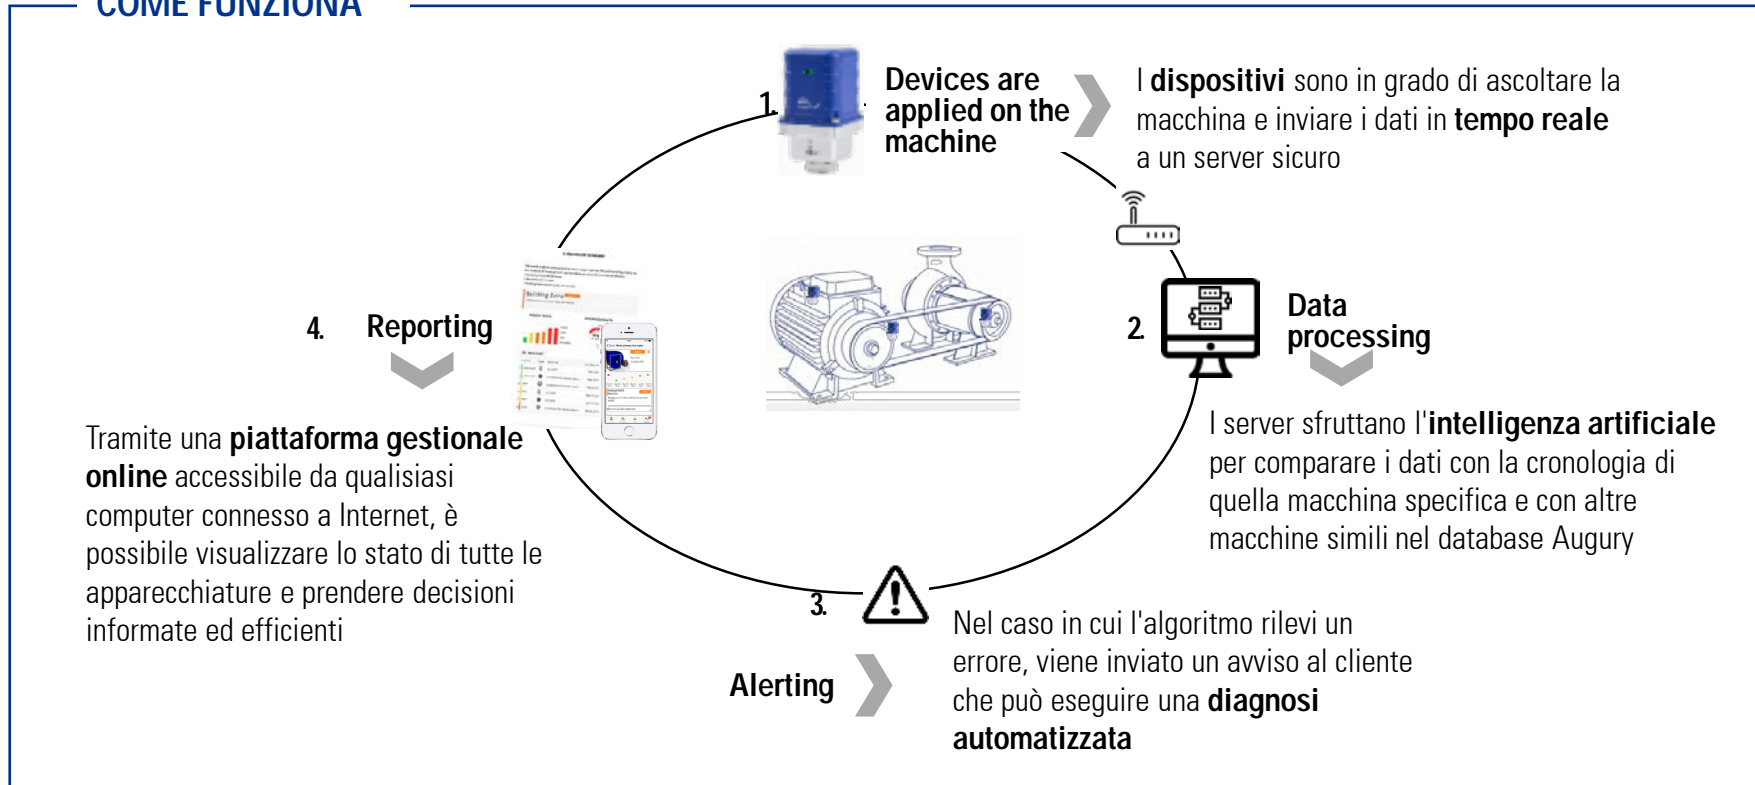 COME FUNZIONA
1.
Devices are
applied on the
machine
I dispositivi sono in grado di ascoltare la
macchina e inviare i dati in tempo reale
a un server sicuro
2.
Data
processing
I server sfruttano l'intelligenza artificiale
per comparare i dati con la cronologia di
quella macchina specifica e con altre
macchine simili nel database Augury
3.
Alerting
Nel caso in cui l'algoritmo rilevi un
errore, viene inviato un avviso al cliente
che può eseguire una diagnosi
automatizzata
4.
Reporting
Tramite una piattaforma gestionale
online accessibile da qualisiasi
computer connesso a Internet, è
possibile visualizzare lo stato di tutte le
apparecchiature e prendere decisioni
informate ed efficienti